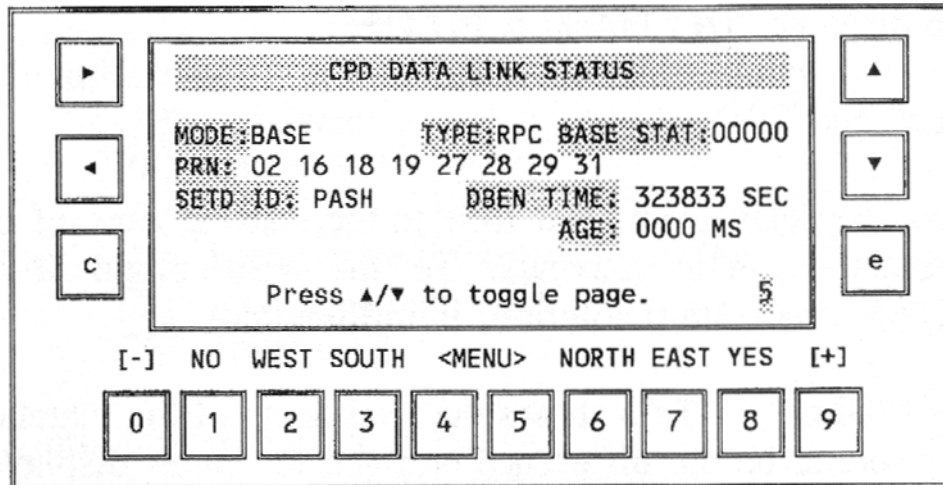 CPD DATA LINK STATUS
MODE:BASE TYPE:RPC BASE STAT:00000
PRN: 02 16 18 19 27 28 29 31
SETD ID: PASH DBEN TIME: 323833 SEC
AGE: 0000 MS
c
e
Press ▲/▼ to toggle page. 5
[-] NO WEST SOUTH <MENU> NORTH EAST YES [+]
0 1 2 3 4 5 6 7 8 9